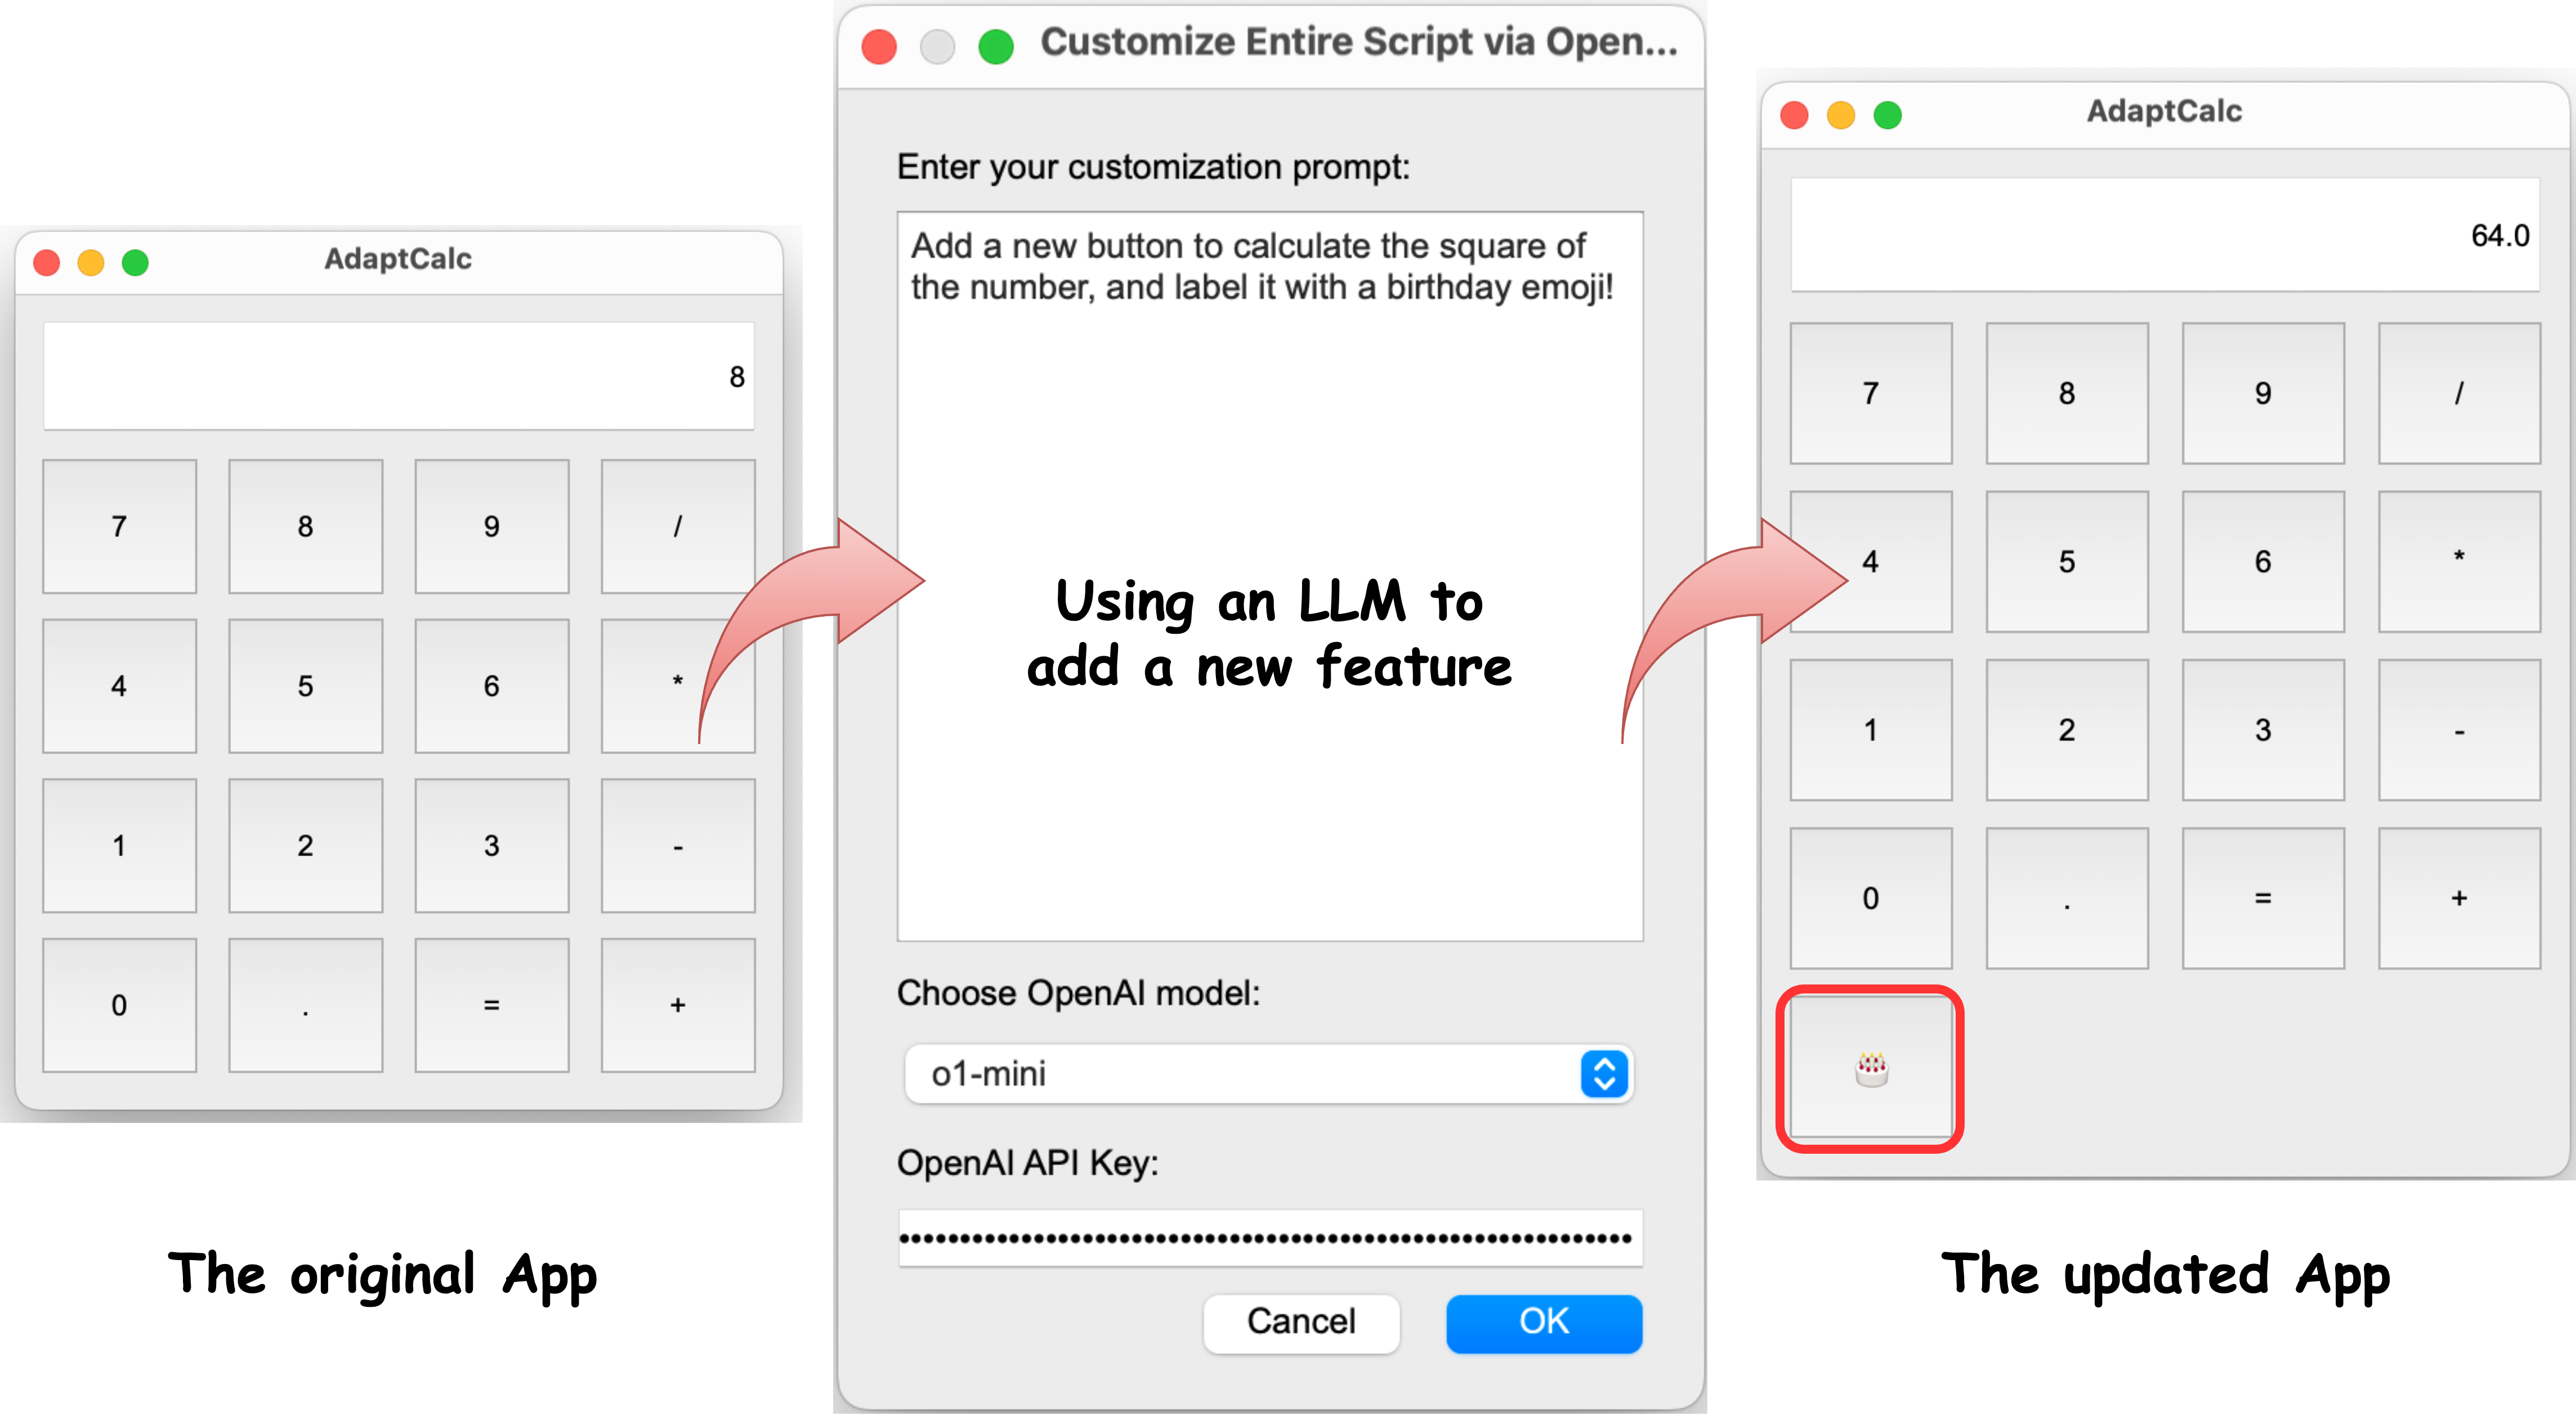 AdaptCalc
8
7 8 9 /
4 5 6 *
1 2 3 -
0 . = +
The original App
Customize Entire Script via Open...
Enter your customization prompt:
Add a new button to calculate the square of
the number, and label it with a birthday emoji!
Using an LLM to
add a new feature
Choose OpenAI model:
o1-mini
OpenAI API Key:
Cancel OK
AdaptCalc
64.0
7 8 9 /
4 5 6 *
1 2 3 -
0 . = +
🎂
The updated App